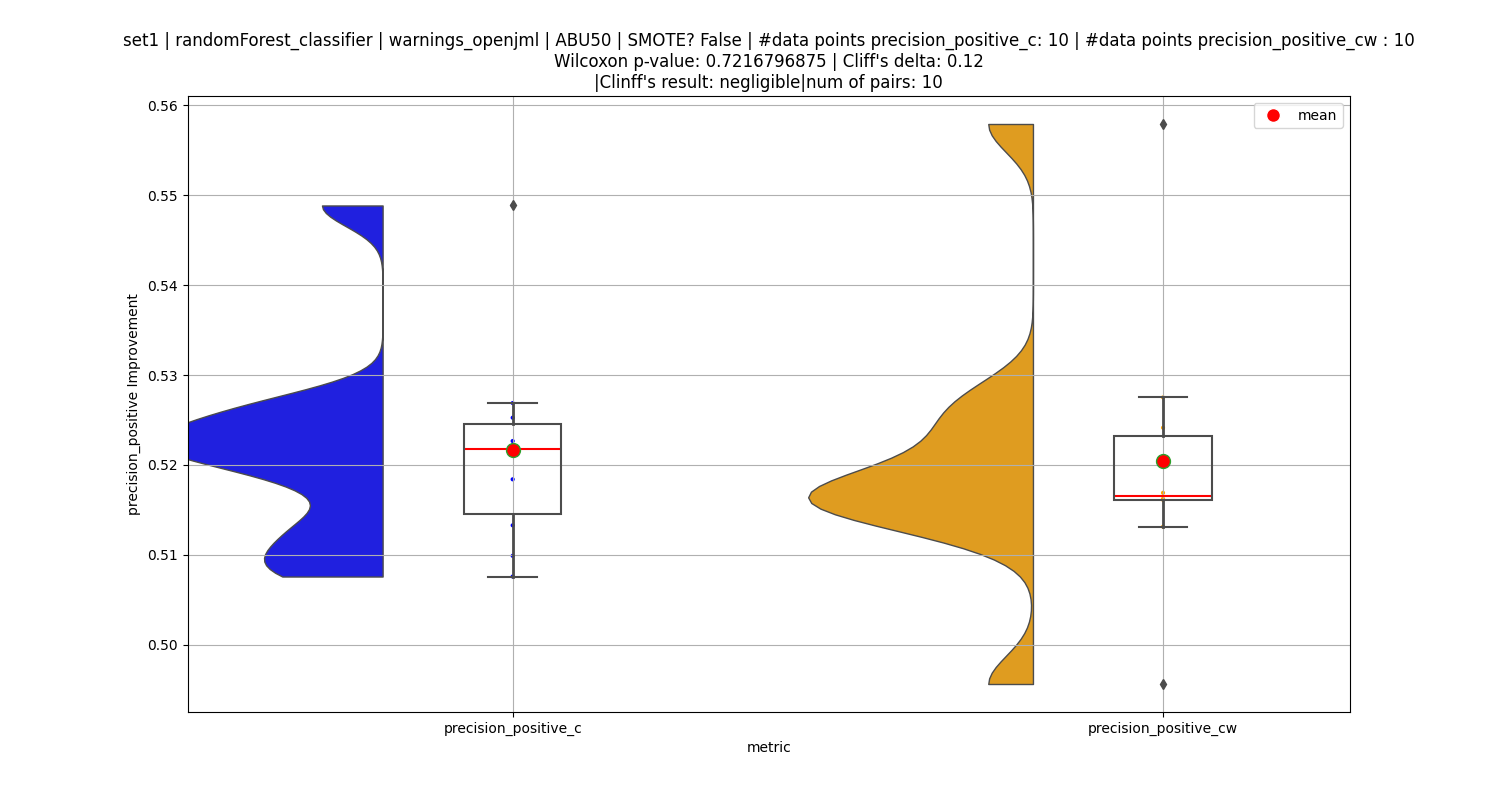 set1 | randomForest_classifier | warnings_openjml | ABU50 | SMOTE? False | #data points precision_positive_c: 10 | #data points precision_positive_cw : 10
Wilcoxon p-value: 0.7216796875 | Cliff's delta: 0.12
|Clinff's result: negligible|num of pairs: 10
mean
0.56
0.55
0.54
0.53
0.52
0.51
0.50
precision_positive Improvement
precision_positive_c
precision_positive_cw
metric